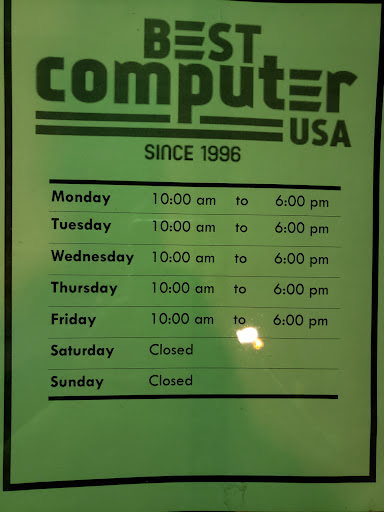 BEST
computer
USA
SINCE 1996
Monday 10:00 am to 6:00 pm
Tuesday 10:00 am to 6:00 pm
Wednesday 10:00 am to 6:00 pm
Thursday 10:00 am to 6:00 pm
Friday 10:00 am to 6:00 pm
Saturday Closed
Sunday Closed